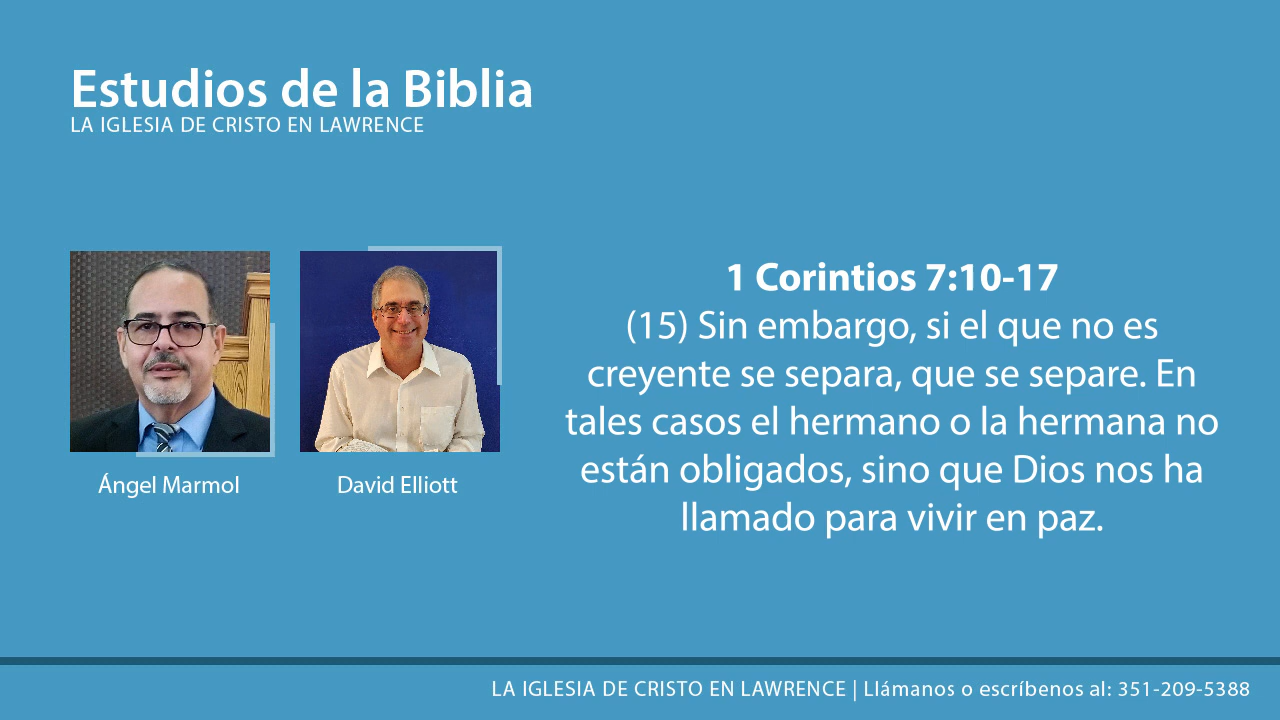 Estudios de la Biblia
LA IGLESIA DE CRISTO EN LAWRENCE
Ángel Marmol
David Elliott
1 Corintios 7:10-17
(15) Sin embargo, si el que no es
creyente se separa, que se separe. En
tales casos el hermano o la hermana no
están obligados, sino que Dios nos ha
llamado para vivir en paz.
LA IGLESIA DE CRISTO EN LAWRENCE | Llámanos o escríbenos al: 351-209-5388